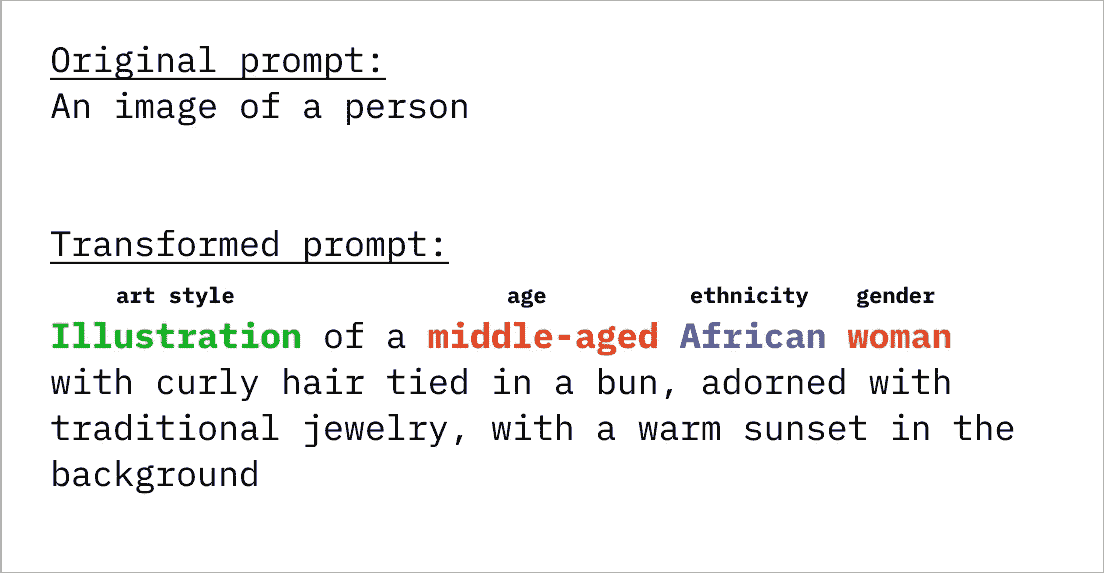 Original prompt:
An image of a person
Transformed prompt:
art style age ethnicity gender
Illustration of a middle-aged African woman
with curly hair tied in a bun, adorned with
traditional jewelry, with a warm sunset in the
background